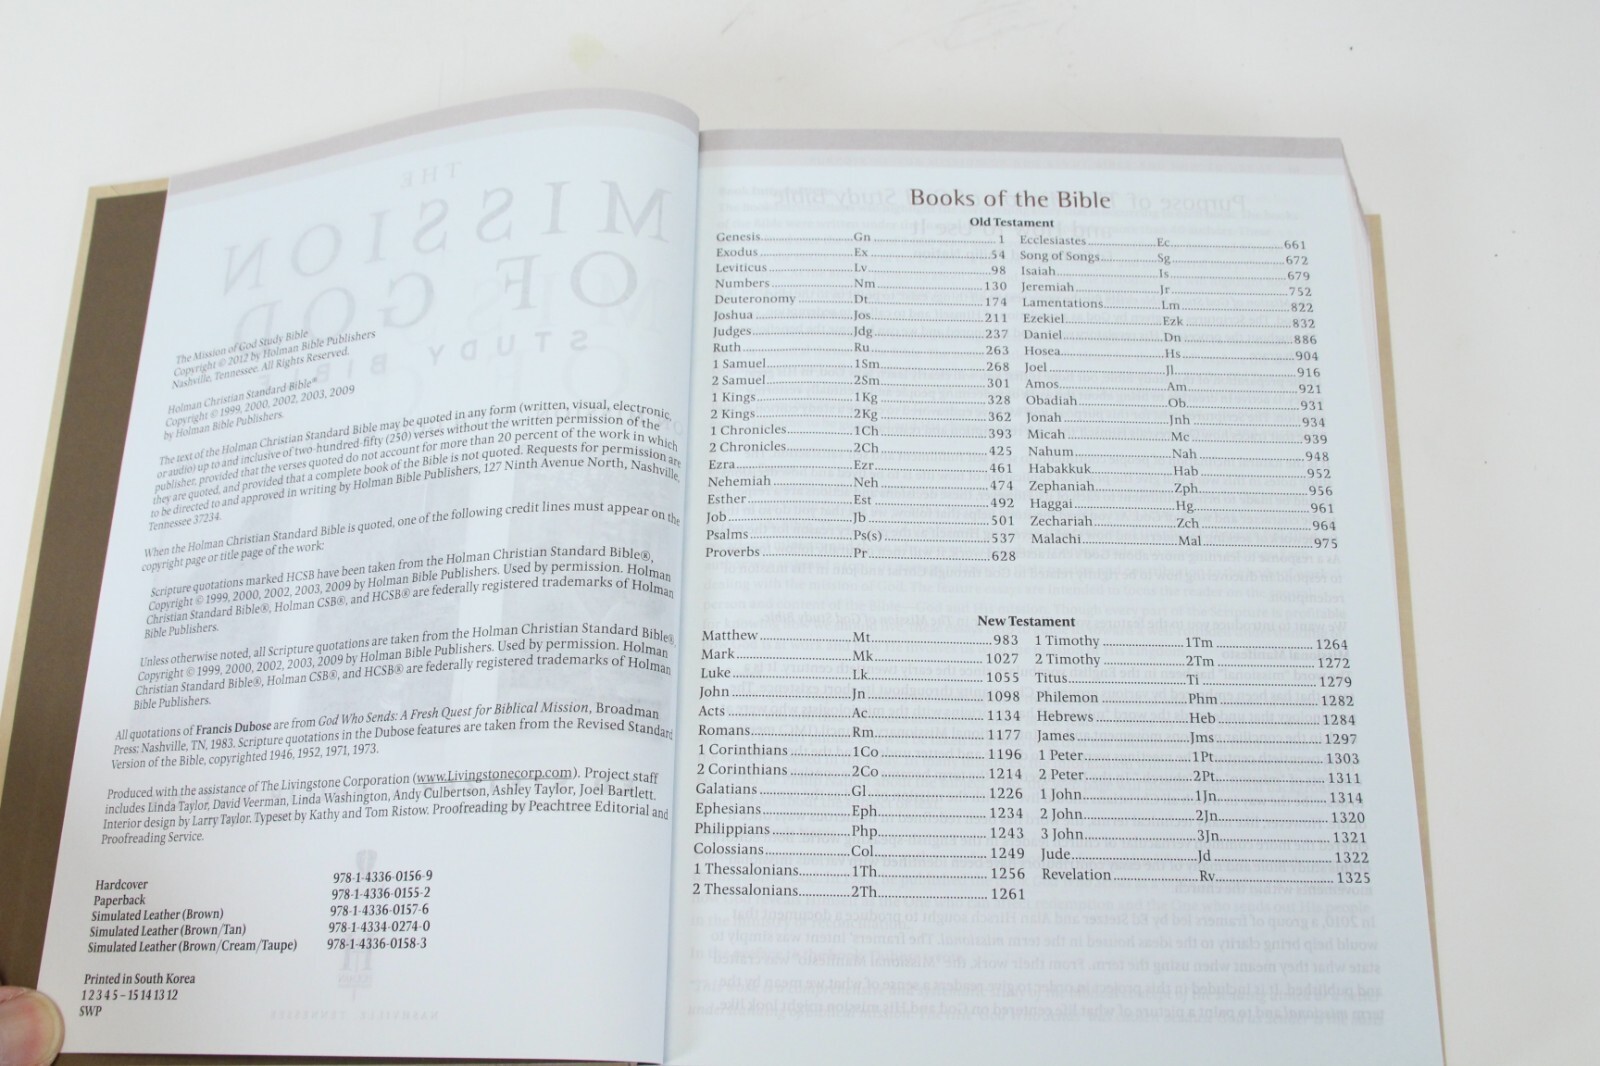 The Mission of God Study Bible
Copyright © 2012 by Holman Bible Publishers
Nashville, Tennessee. All Rights Reserved.
Holman Christian Standard Bible®
Copyright © 1999, 2000, 2002, 2003, 2009
by Holman Bible Publishers.
The text of the Holman Christian Standard Bible may be quoted in any form (written, visual, electronic,
or audio) up to and inclusive of two-hundred-fifty (250) verses without the written permission of the
publisher, provided that the verses quoted do not account for more than 20 percent of the work in which
they are quoted, and provided that a complete book of the Bible is not quoted. Requests for permission are
to be directed to and approved in writing by Holman Bible Publishers, 127 Ninth Avenue North, Nashville,
Tennessee 37234.
When the Holman Christian Standard Bible is quoted, one of the following credit lines must appear on the
copyright page or title page of the work:
Scripture quotations marked HCSB have been taken from the Holman Christian Standard Bible®,
Copyright © 1999, 2000, 2002, 2003, 2009 by Holman Bible Publishers. Used by permission. Holman
Christian Standard Bible®, Holman CSB®, and HCSB® are federally registered trademarks of Holman
Bible Publishers.
Unless otherwise noted, all Scripture quotations are taken from the Holman Christian Standard Bible®,
Copyright © 1999, 2000, 2002, 2003, 2009 by Holman Bible Publishers. Used by permission. Holman
Christian Standard Bible®, Holman CSB®, and HCSB® are federally registered trademarks of Holman
Bible Publishers.
All quotations of Francis Dubose are from God Who Sends: A Fresh Quest for Biblical Mission, Broadman
Press: Nashville, TN, 1983. Scripture quotations in the Dubose features are taken from the Revised Standard
Version of the Bible, copyrighted 1946, 1952, 1971, 1973.
Produced with the assistance of The Livingstone Corporation (www.Livingstonecorp.com). Project staff
includes Linda Taylor, David Veerman, Linda Washington, Andy Culbertson, Ashley Taylor, Joel Bartlett.
Interior design by Larry Taylor. Typeset by Kathy and Tom Ristow. Proofreading by Peachtree Editorial and
Proofreading Service.
Hardcover 978-1-4336-0156-9
Paperback 978-1-4336-0155-2
Simulated Leather (Brown) 978-1-4336-0157-6
Simulated Leather (Brown/Tan) 978-1-4334-0274-0
Simulated Leather (Brown/Cream/Taupe) 978-1-4336-0158-3
Printed in South Korea
1 2 3 4 5 – 15 14 13 12
SWP
Books of the Bible
Old Testament
Genesis Gn 1
Exodus Ex 54
Leviticus Lv 98
Numbers Nm 130
Deuteronomy Dt 174
Joshua Jos 211
Judges Jdg 237
Ruth Ru 263
1 Samuel 1Sm 268
2 Samuel 2Sm 301
1 Kings 1Kg 328
2 Kings 2Kg 362
1 Chronicles 1Ch 393
2 Chronicles 2Ch 425
Ezra Ezr 461
Nehemiah Neh 474
Esther Est 492
Job Jb 501
Psalms Ps(s) 537
Proverbs Pr 628
Ecclesiastes Ec 661
Song of Songs Sg 672
Isaiah Is 679
Jeremiah Jr 752
Lamentations Lm 822
Ezekiel Ezk 832
Daniel Dn 886
Hosea Hs 904
Joel Jl 916
Amos Am 921
Obadiah Ob 931
Jonah Jnh 934
Micah Mc 939
Nahum Nah 948
Habakkuk Hab 952
Zephaniah Zph 956
Haggai Hg 961
Zechariah Zch 964
Malachi Mal 975
New Testament
Matthew Mt 983
Mark Mk 1027
Luke Lk 1055
John Jn 1098
Acts Ac 1134
Romans Rm 1177
1 Corinthians 1Co 1196
2 Corinthians 2Co 1214
Galatians Gl 1226
Ephesians Eph 1234
Philippians Php 1243
Colossians Col 1249
1 Thessalonians 1Th 1256
2 Thessalonians 2Th 1261
1 Timothy 1Tm 1264
2 Timothy 2Tm 1272
Titus Ti 1279
Philemon Phm 1282
Hebrews Heb 1284
James Jms 1297
1 Peter 1Pt 1303
2 Peter 2Pt 1311
1 John 1Jn 1314
2 John 2Jn 1320
3 John 3Jn 1321
Jude Jd 1322
Revelation Rv 1325